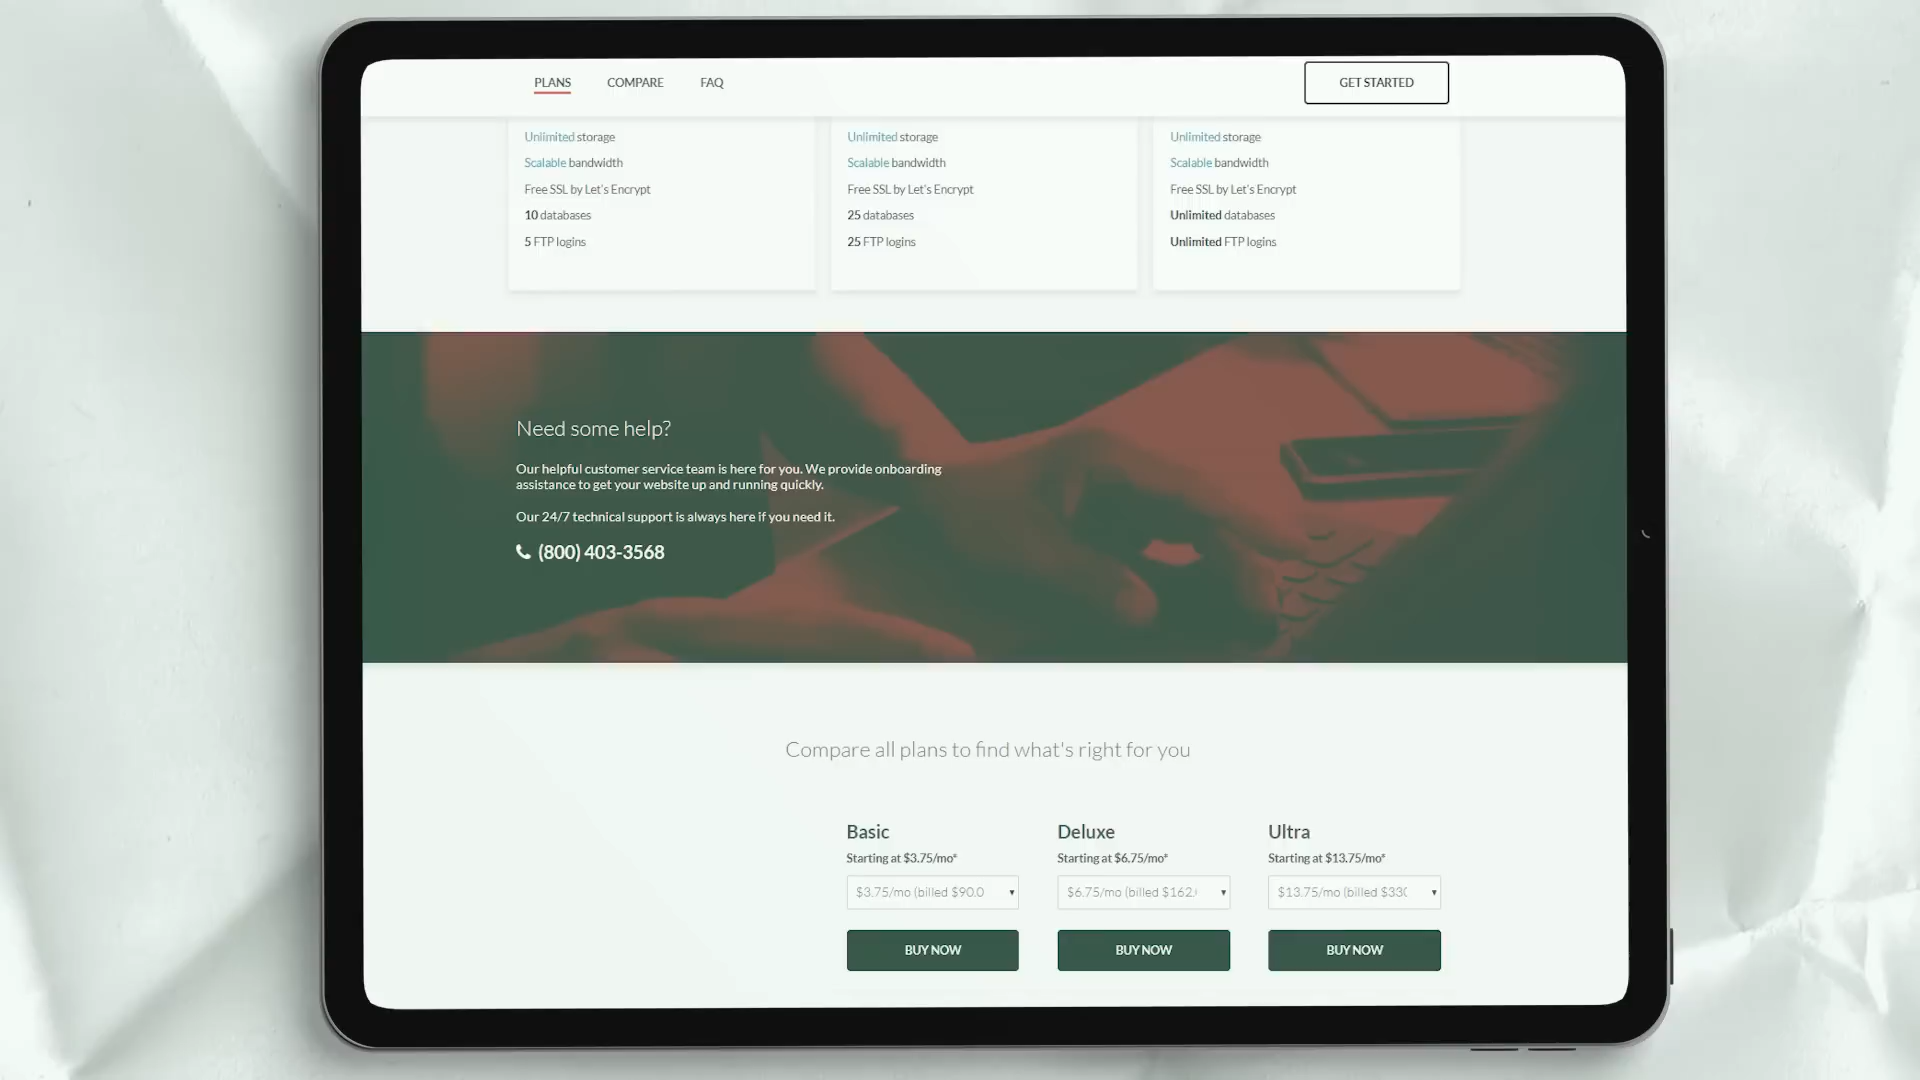 PLANS COMPARE FAQ GET STARTED
Unlimited storage
Scalable bandwidth
Free SSL by Let's Encrypt
10 databases
5 FTP logins
Unlimited storage
Scalable bandwidth
Free SSL by Let's Encrypt
25 databases
25 FTP logins
Unlimited storage
Scalable bandwidth
Free SSL by Let's Encrypt
Unlimited databases
Unlimited FTP logins
Need some help?
Our helpful customer service team is here for you. We provide onboarding
assistance to get your website up and running quickly.
Our 24/7 technical support is always here if you need it.
(800) 403-3568
Compare all plans to find what's right for you
Basic
Starting at $3.75/mo*
$3.75/mo (billed $90.0
BUY NOW
Deluxe
Starting at $6.75/mo*
$6.75/mo (billed $162.
BUY NOW
Ultra
Starting at $13.75/mo*
$13.75/mo (billed $33
BUY NOW